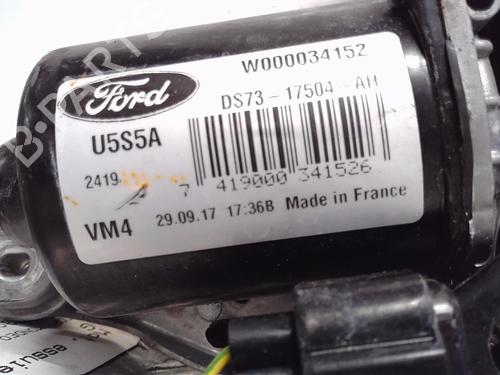 W000034152
Ford
DS73-17504-AH
U5S5A
2419
7 419000 341526
VM4
29.09.17 17:36B Made in France
B-PARTS